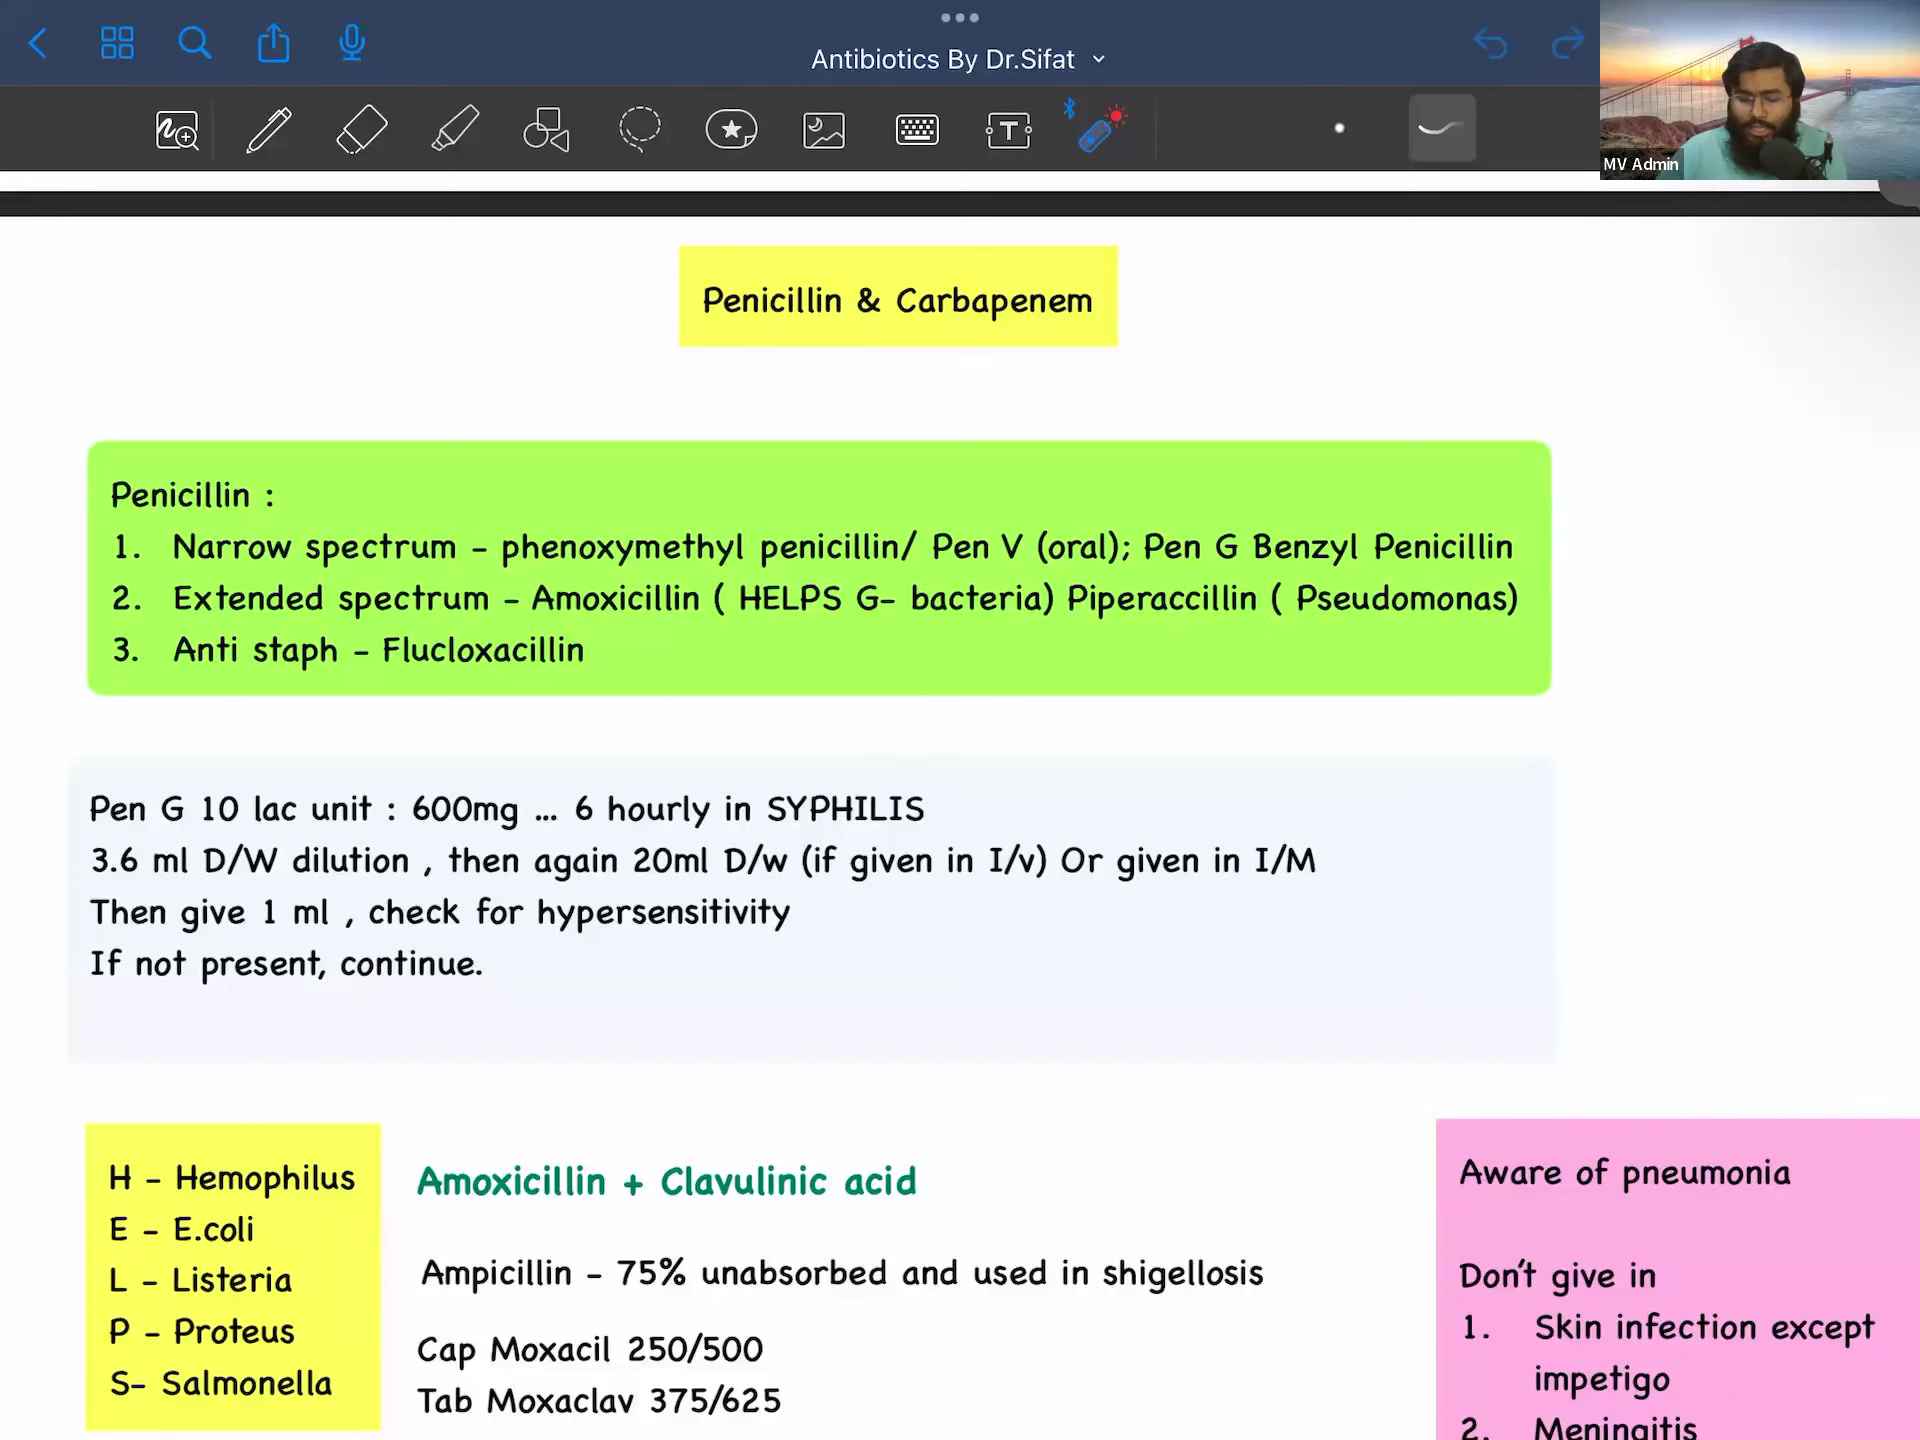 Antibiotics By Dr.Sifat
MV Admin
Penicillin & Carbapenem
Penicillin :
1. Narrow spectrum - phenoxymethyl penicillin/ Pen V (oral); Pen G Benzyl Penicillin
2. Extended spectrum - Amoxicillin ( HELPS G- bacteria) Piperaccillin ( Pseudomonas)
3. Anti staph - Flucloxacillin
Pen G 10 lac unit : 600mg ... 6 hourly in SYPHILIS
3.6 ml D/W dilution , then again 20ml D/w (if given in I/v) Or given in I/M
Then give 1 ml , check for hypersensitivity
If not present, continue.
H - Hemophilus
E - E.coli
L - Listeria
P - Proteus
S- Salmonella
Amoxicillin + Clavulinic acid
Ampicillin - 75% unabsorbed and used in shigellosis
Cap Moxacil 250/500
Tab Moxaclav 375/625
Aware of pneumonia
Don't give in
1. Skin infection except
impetigo
2. Meningitis